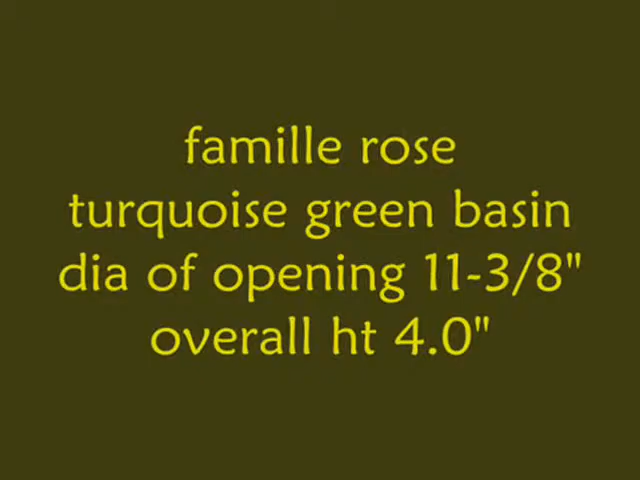 famille rose
turquoise green basin
dia of opening 11-3/8"
overall ht 4.0"